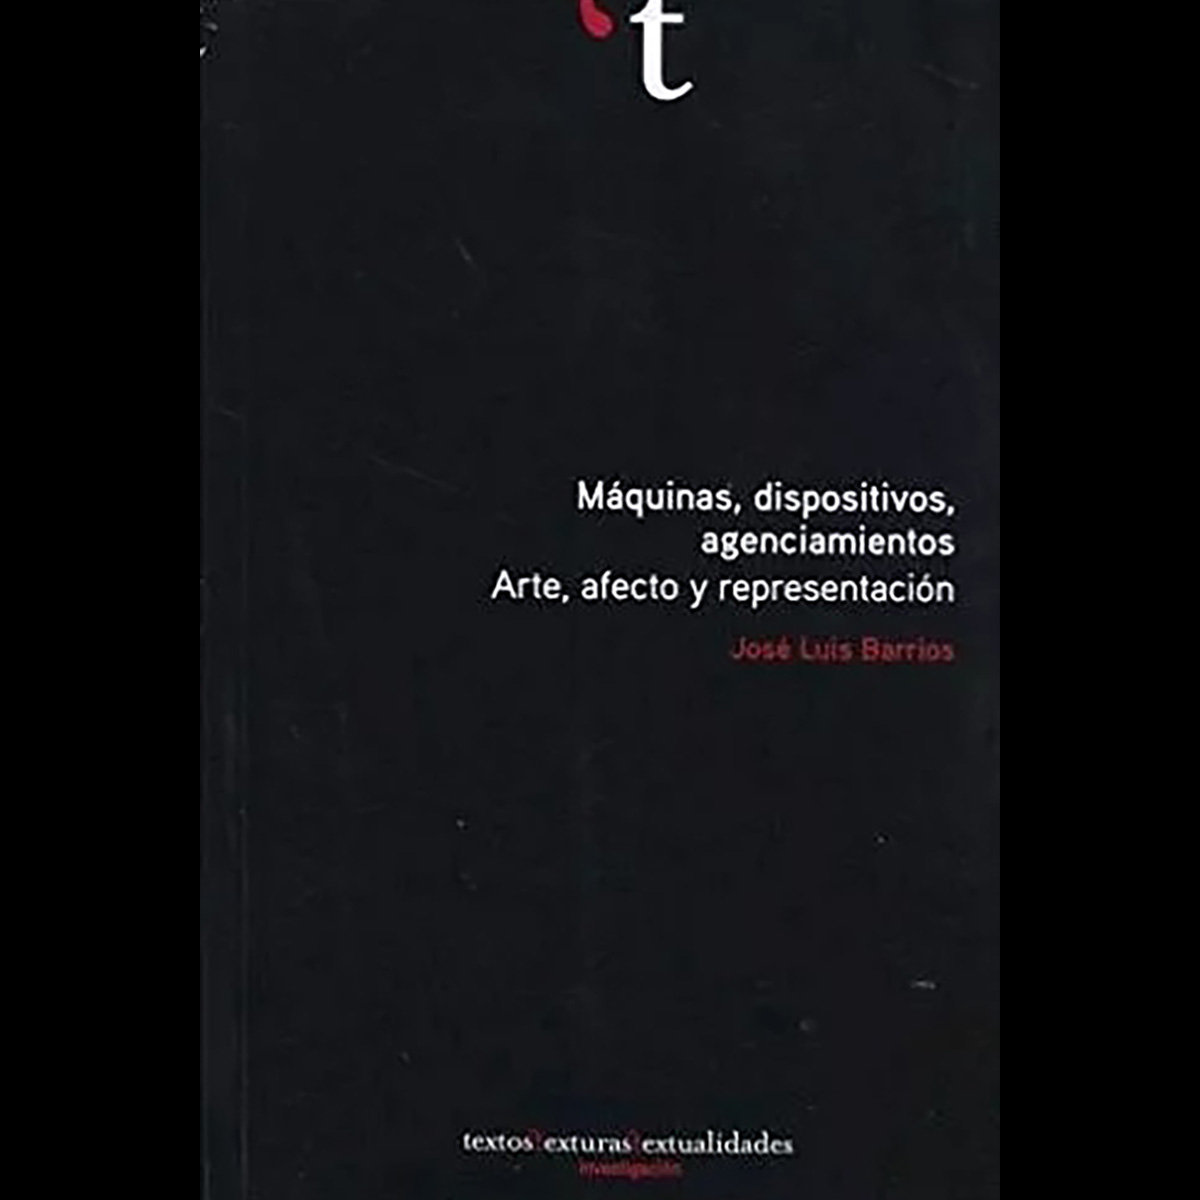 't
Máquinas, dispositivos,
agenciamientos
Arte, afecto y representación
José Luis Barrios
textos'exturas'extualidades
investigación